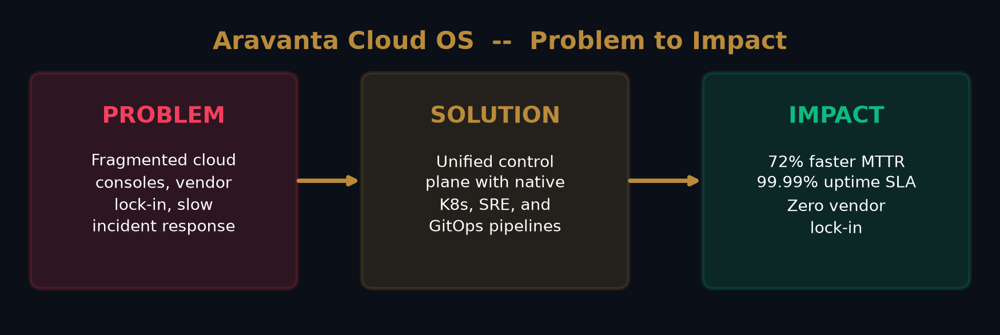 Aravanta Cloud OS -- Problem to Impact
PROBLEM
Fragmented cloud
consoles, vendor
lock-in, slow
incident response
SOLUTION
Unified control
plane with native
K8s, SRE, and
GitOps pipelines
IMPACT
72% faster MTTR
99.99% uptime SLA
Zero vendor
lock-in